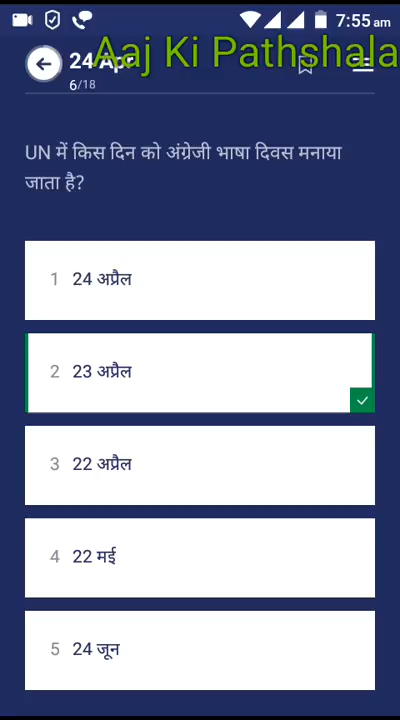 7:55 am
Aaj Ki Pathshala
24 Apr
6/18
UN में किस दिन को अंग्रेजी भाषा दिवस मनाया
जाता है?
1 24 अप्रैल
2 23 अप्रैल
3 22 अप्रैल
4 22 मई
5 24 जून